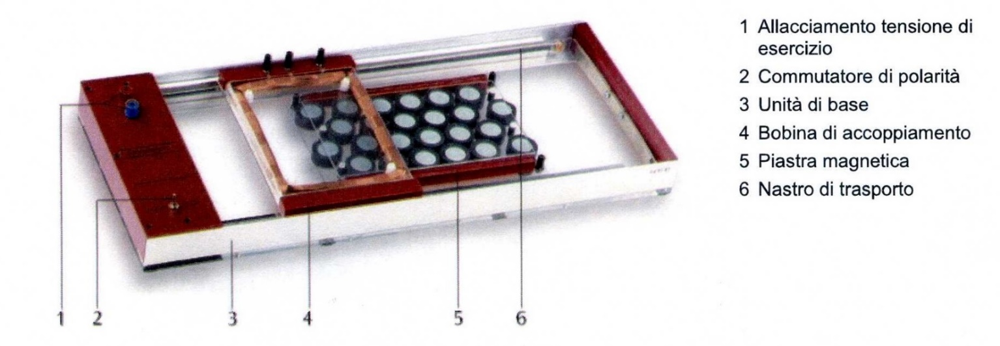 1 Allacciamento tensione di
esercizio
2 Commutatore di polarità
3 Unità di base
4 Bobina di accoppiamento
5 Piastra magnetica
6 Nastro di trasporto
1 2 3 4 5 6